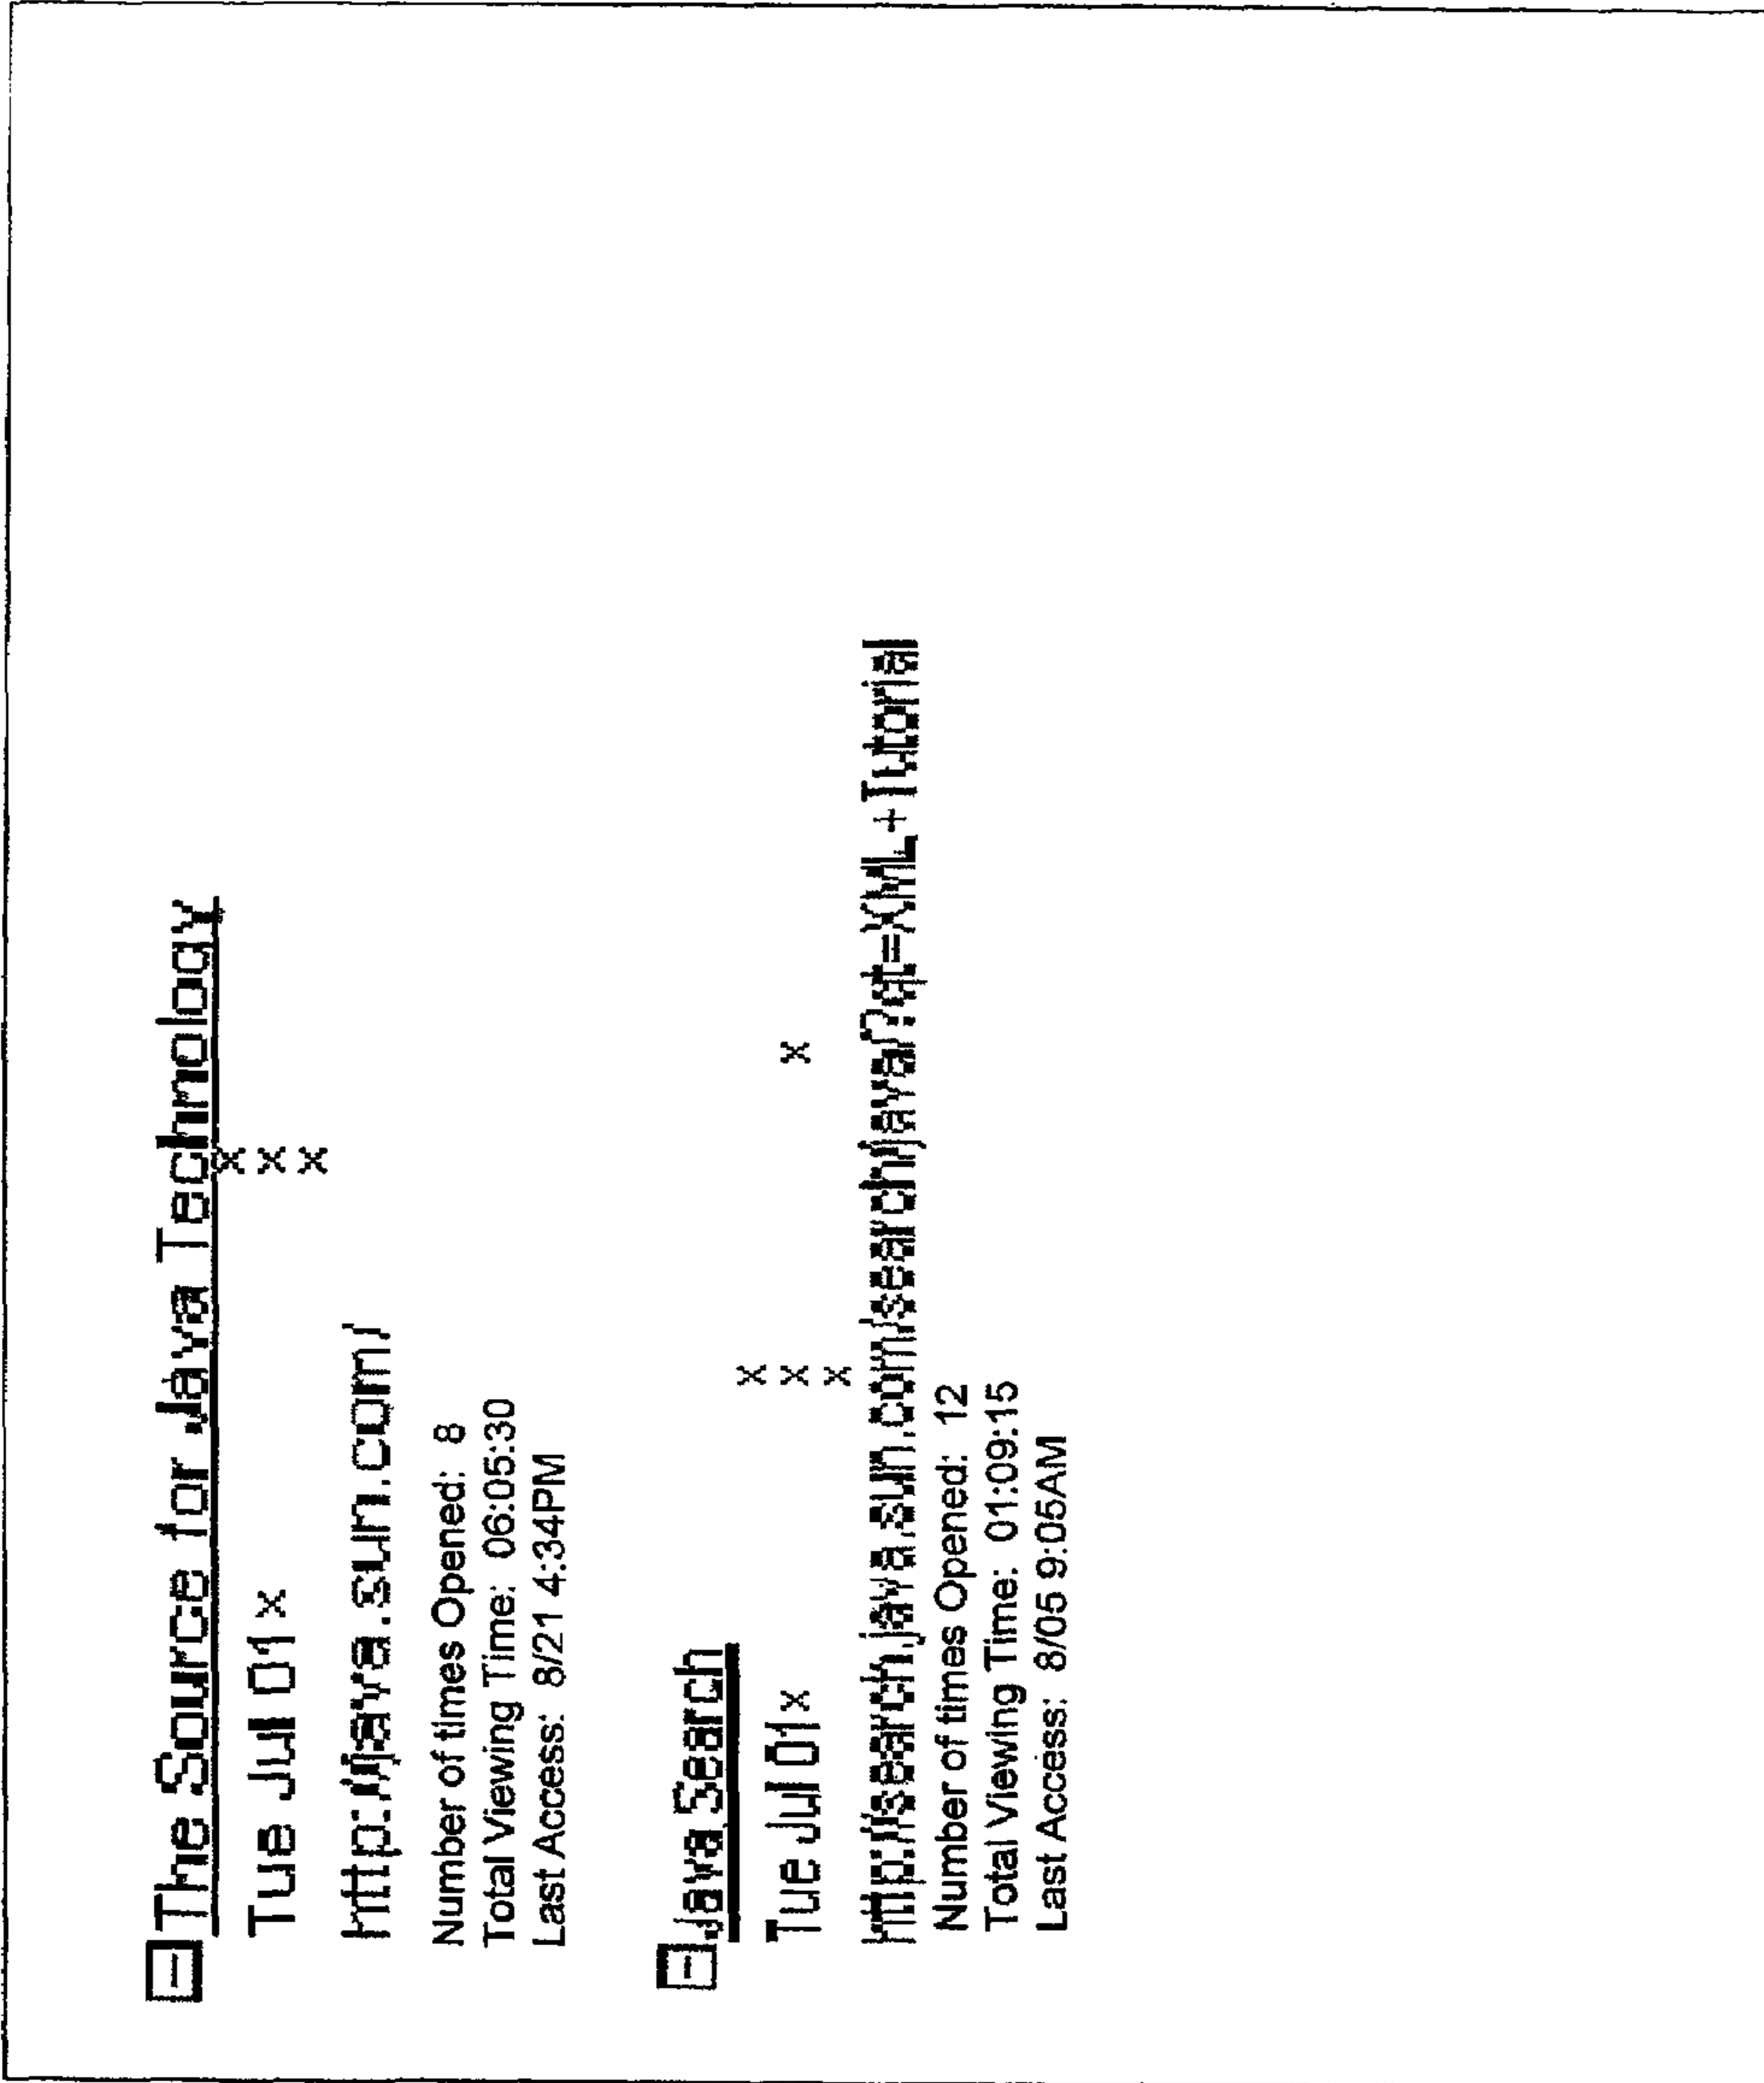 The Source for Java Technology
x
x
x
Tue Jul 01 x
http://java.sun.com/
Number of times Opened: 8
Total Viewing Time: 06:05:30
Last Access: 8/21 4:34PM
Java Search
x
x x
x
Tue Jul 01 x
http://search.java.sun.com/search/java/?qt=XML+Tutorial
Number of times Opened: 12
Total Viewing Time: 01:09:15
Last Access: 8/05 9:05AM